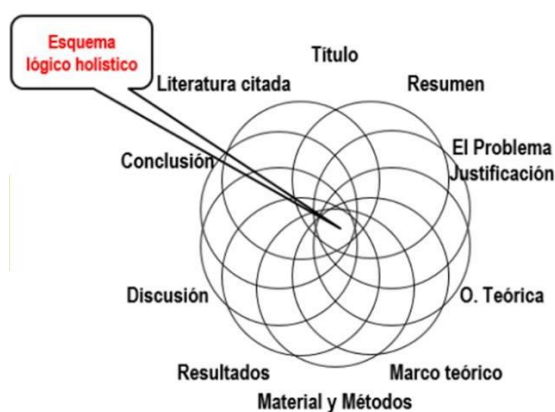 Esquema
lógico holístico
Título
Literatura citada
Resumen
El Problema
Justificación
Conclusión
Discusión
O. Teórica
Resultados
Marco teórico
Material y Métodos